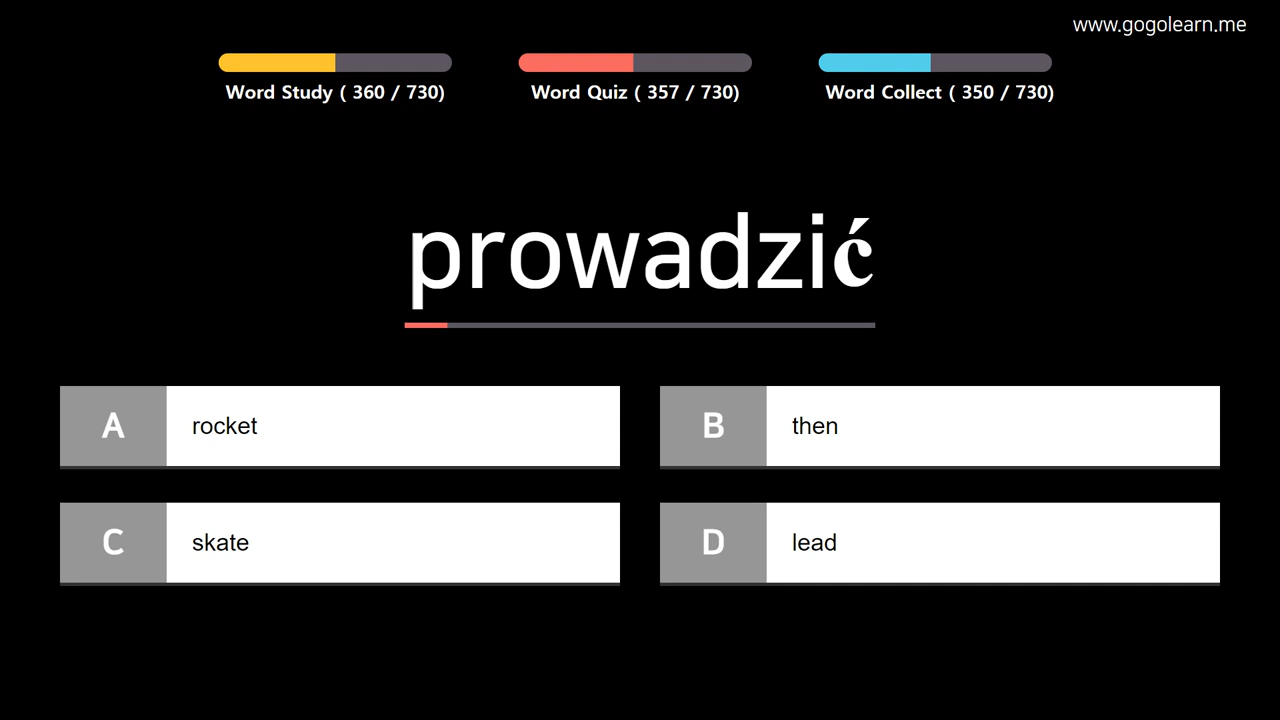 www.gogolearn.me
Word Study ( 360 / 730) Word Quiz ( 357 / 730) Word Collect ( 350 / 730)
prowadzić
A rocket
B then
C skate
D lead